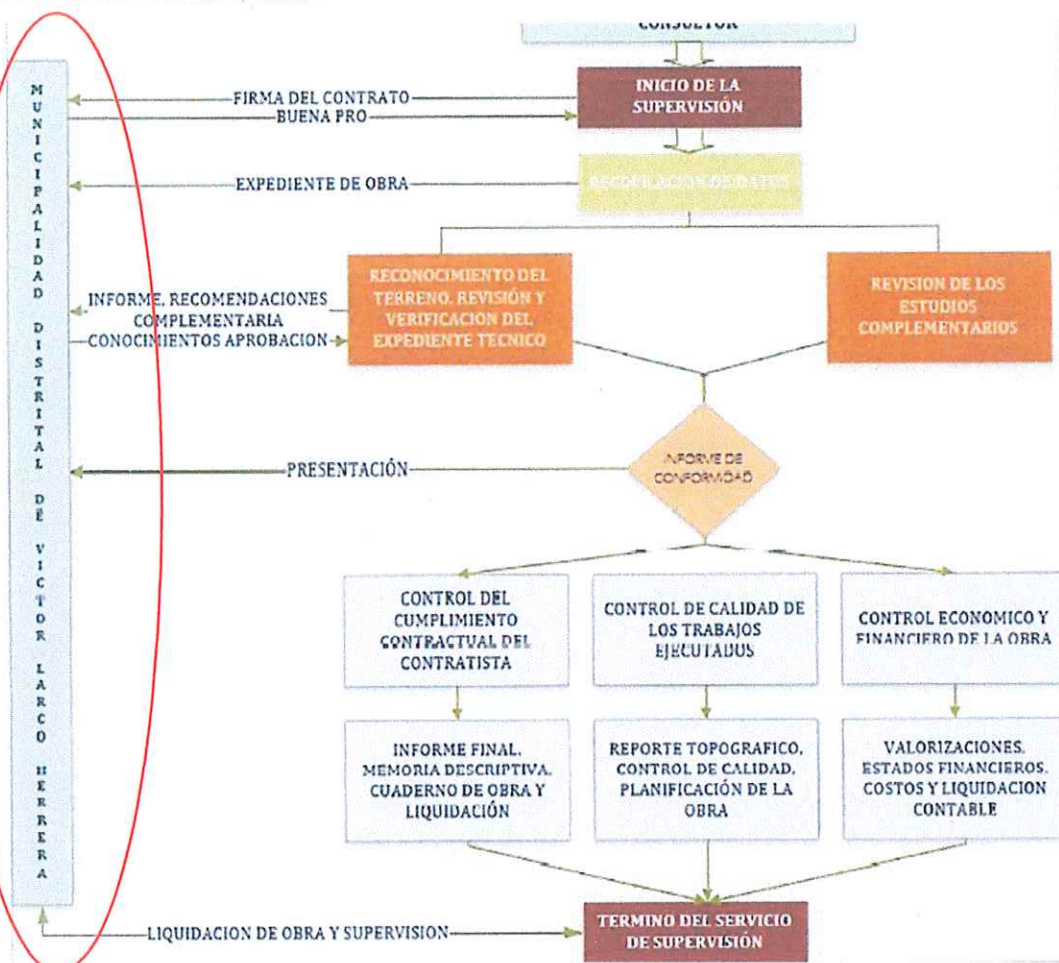 CONSULTOR
INICIO DE LA
SUPERVISIÓN
FIRMA DEL CONTRATO
BUENA PRO
RECOPILACION DE DATOS
EXPEDIENTE DE OBRA
MUNICIPALIDAD DISTRITAL DE VICTOR LARCO HERRERA
RECONOCIMIENTO DEL
TERRENO, REVISIÓN Y
VERIFICACION DEL
EXPEDIENTE TECNICO
REVISION DE LOS
ESTUDIOS
COMPLEMENTARIOS
INFORME, RECOMENDACIONES
COMPLEMENTARIA
CONOCIMIENTOS APROBACION
INFORME DE
CONFORMIDAD
PRESENTACIÓN
CONTROL DEL
CUMPLIMIENTO
CONTRACTUAL DEL
CONTRATISTA
CONTROL DE CALIDAD DE
LOS TRABAJOS
EJECUTADOS
CONTROL ECONOMICO Y
FINANCIERO DE LA OBRA
INFORME FINAL,
MEMORIA DESCRIPTIVA,
CUADERNO DE OBRA Y
LIQUIDACIÓN
REPORTE TOPOGRAFICO,
CONTROL DE CALIDAD,
PLANIFICACIÓN DE LA
OBRA
VALORIZACIONES,
ESTADOS FINANCIEROS,
COSTOS Y LIQUIDACION
CONTABLE
LIQUIDACION DE OBRA Y SUPERVISION
TERMINO DEL SERVICIO
DE SUPERVISIÓN